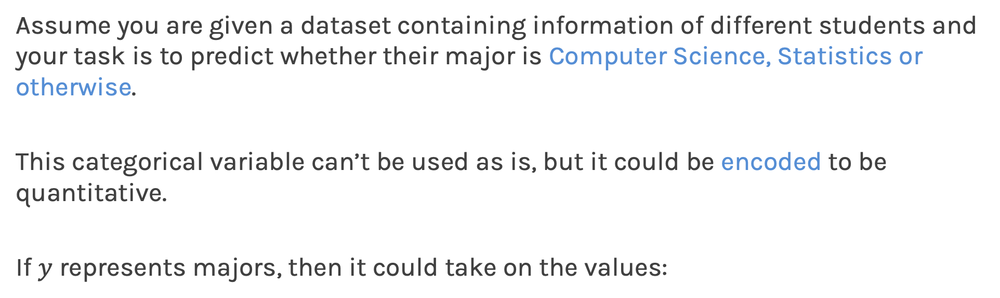 Assume you are given a dataset containing information of different students and
your task is to predict whether their major is Computer Science, Statistics or
otherwise.
This categorical variable can’t be used as is, but it could be encoded to be
quantitative.
If y represents majors, then it could take on the values: